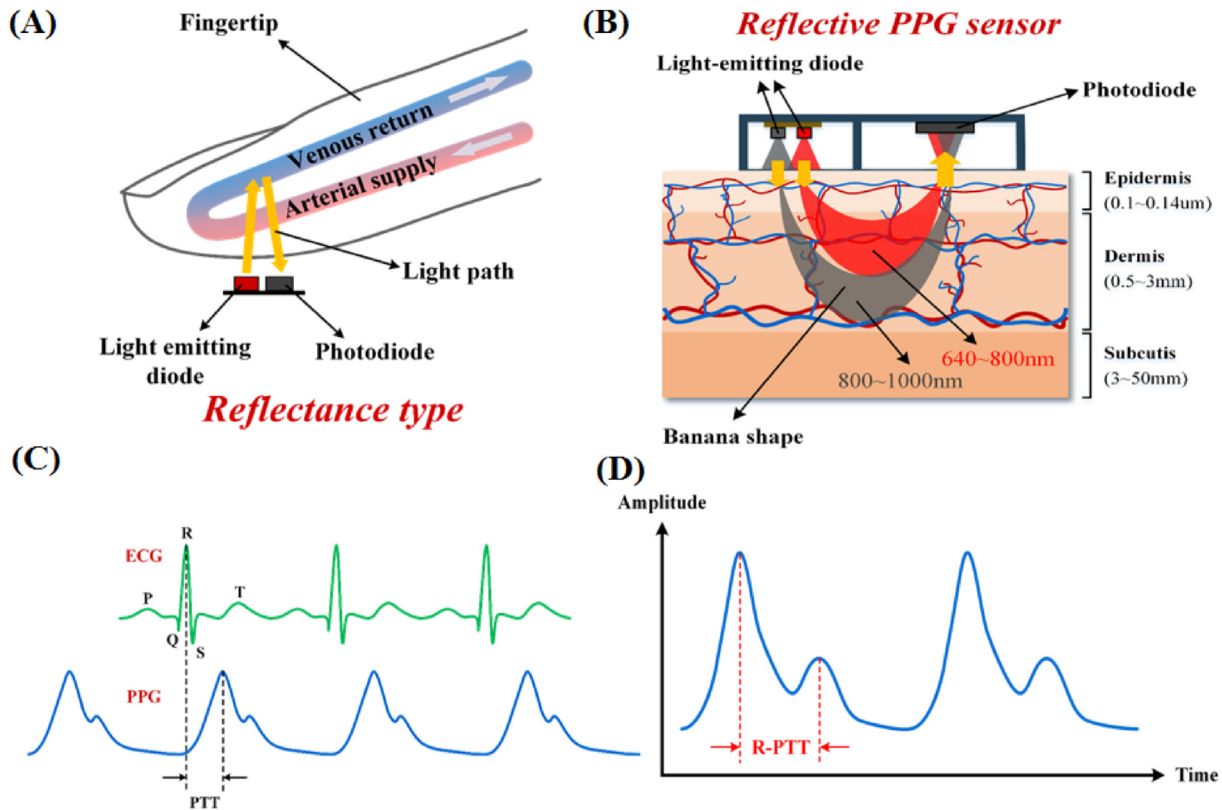 (A)
Fingertip
Venous return
Arterial supply
Light path
Light emitting
diode
Photodiode
Reflectance type
(B)
Reflective PPG sensor
Light-emitting diode
Photodiode
Epidermis
(0.1~0.14um)
Dermis
(0.5~3mm)
Subcutis
(3~50mm)
640~800nm
800~1000nm
Banana shape
(C)
ECG
R
P
T
Q
S
PPG
PTT
(D)
Amplitude
R-PTT
Time